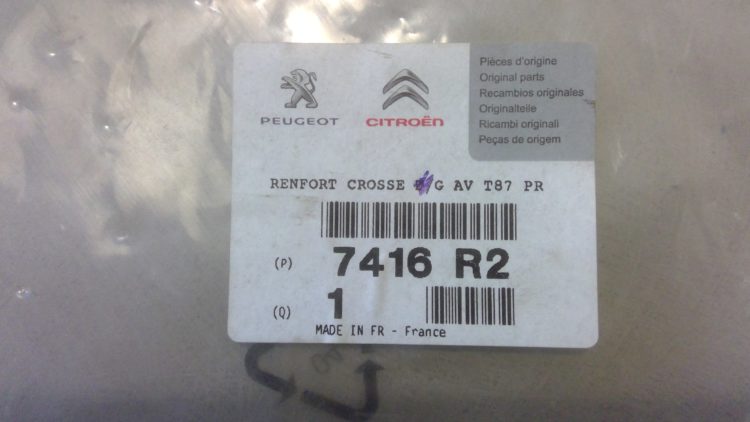 PEUGEOT
CITROËN
Pièces d'origine
Original parts
Recambios originales
Originalteile
Ricambi originali
Peças de origem
RENFORT CROSSE G AV T87 PR
(P) 7416 R2
(Q) 1
MADE IN FR - France